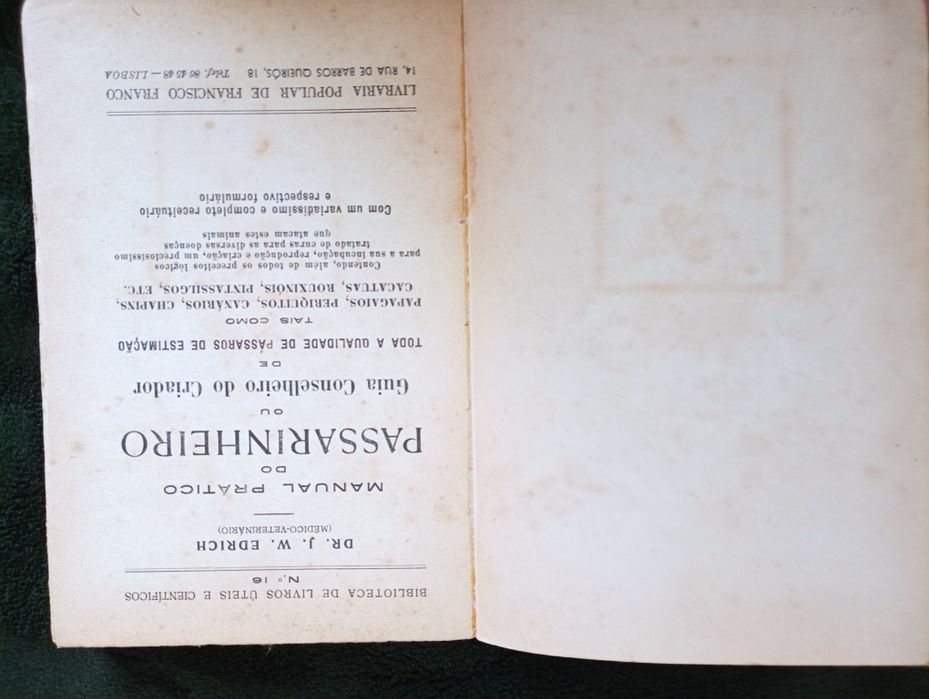 BIBLIOTECA DE LIVROS ÚTEIS E CIENTÍFICOS
N.º 16
DR. J. W. EDRICH
(MÉDICO-VETERINÁRIO)
MANUAL PRATICO
DO
PASSARINHEIRO
OU
Guia Conselheiro do Criador
DE
TODA A QUALIDADE DE PÁSSAROS DE ESTIMAÇÃO
TAIS COMO
PAPAGAIOS, PERIQUITOS, CANÁRIOS, CHAPINS,
CACATUAS, ROUXINÓIS, PINTASSILGOS, ETC.
Contendo, além de todos os preceitos lógicos
para a sua incubação, reprodução e criação, um preciosíssimo
tratado de curas para as diversas doenças
que atacam estes animais
Com um variadíssimo e completo receituário
e respectivo formulário
LIVRARIA POPULAR DE FRANCISCO FRANCO
14, RUA DE BARROS QUEIRÓS, 18 Telef. 86 45 48 — LISBOA